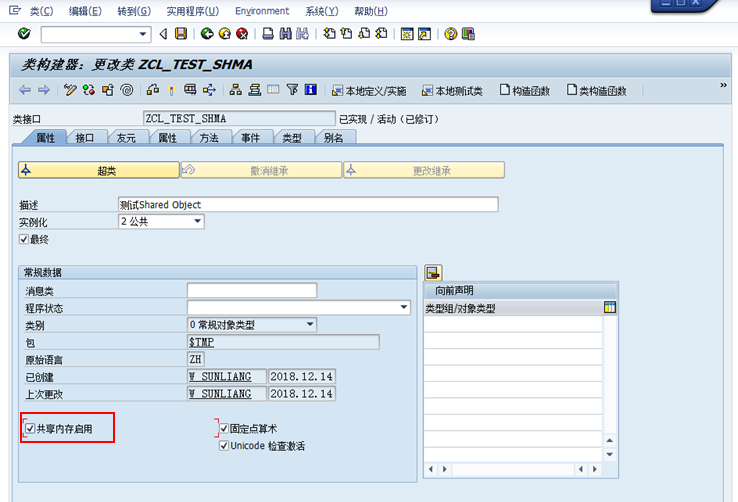 类(C) 编辑(E) 转到(G) 实用程序(U) Environment 系统(Y) 帮助(H)
类构建器：更改类 ZCL_TEST_SHMA
本地定义/实施 本地测试类 构造函数 类构造函数 »
类接口 ZCL_TEST_SHMA 已实现 / 活动 (已修订)
属性 接口 友元 属性 方法 事件 类型 别名
超类 撤消继承 更改继承
描述 测试Shared Object
实例化 2 公共
最终
常规数据
消息类
程序状态
类别 0 常规对象类型
包 $TMP
原始语言 ZH
已创建 W_SUNLIANG 2018.12.14
上次更改 W_SUNLIANG 2018.12.14
共享内存启用 固定点算术
Unicode 检查激活
向前声明
类型组/对象类型